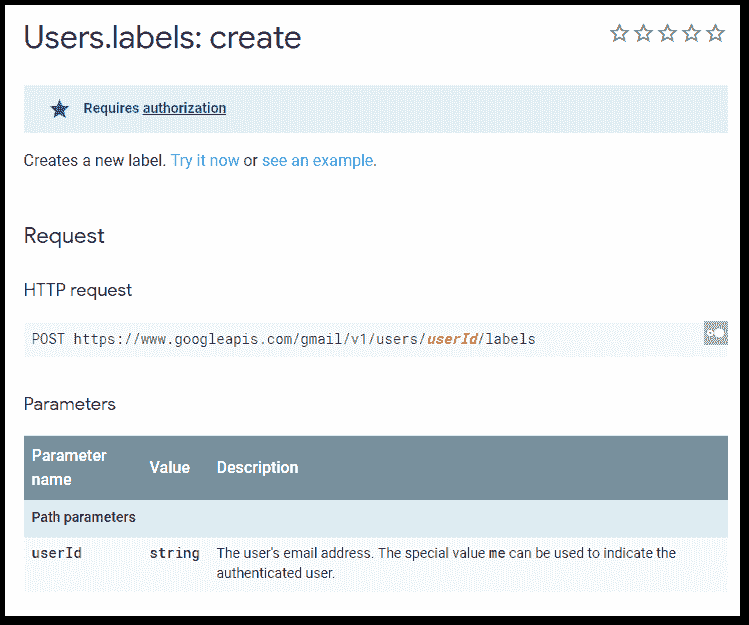 Users.labels: create
Requires authorization
Creates a new label. Try it now or see an example.
Request
HTTP request
POST https://www.googleapis.com/gmail/v1/users/userId/labels
Parameters
Parameter name Value Description
Path parameters
userId string The user's email address. The special value me can be used to indicate the
authenticated user.